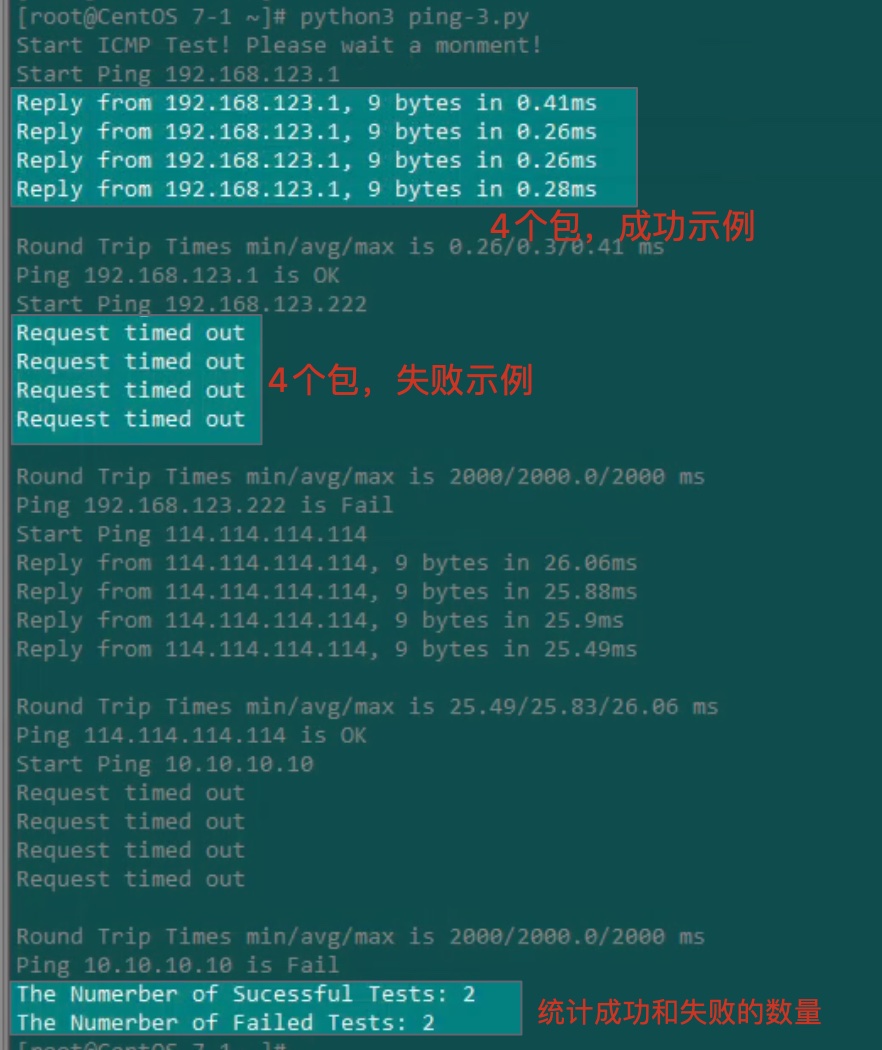 [root@CentOS 7-1 ~]# python3 ping-3.py
Start ICMP Test! Please wait a monment!
Start Ping 192.168.123.1
Reply from 192.168.123.1, 9 bytes in 0.41ms
Reply from 192.168.123.1, 9 bytes in 0.26ms
Reply from 192.168.123.1, 9 bytes in 0.26ms
Reply from 192.168.123.1, 9 bytes in 0.28ms
4个包，成功示例
Round Trip Times min/avg/max is 0.26/0.3/0.41 ms
Ping 192.168.123.1 is OK
Start Ping 192.168.123.222
Request timed out
Request timed out
Request timed out
Request timed out
4个包，失败示例
Round Trip Times min/avg/max is 2000/2000.0/2000 ms
Ping 192.168.123.222 is Fail
Start Ping 114.114.114.114
Reply from 114.114.114.114, 9 bytes in 26.06ms
Reply from 114.114.114.114, 9 bytes in 25.88ms
Reply from 114.114.114.114, 9 bytes in 25.9ms
Reply from 114.114.114.114, 9 bytes in 25.49ms
Round Trip Times min/avg/max is 25.49/25.83/26.06 ms
Ping 114.114.114.114 is OK
Start Ping 10.10.10.10
Request timed out
Request timed out
Request timed out
Request timed out
Round Trip Times min/avg/max is 2000/2000.0/2000 ms
Ping 10.10.10.10 is Fail
The Numerber of Sucessful Tests: 2
The Numerber of Failed Tests: 2
统计成功和失败的数量
[root@CentOS 7-1 ~]#